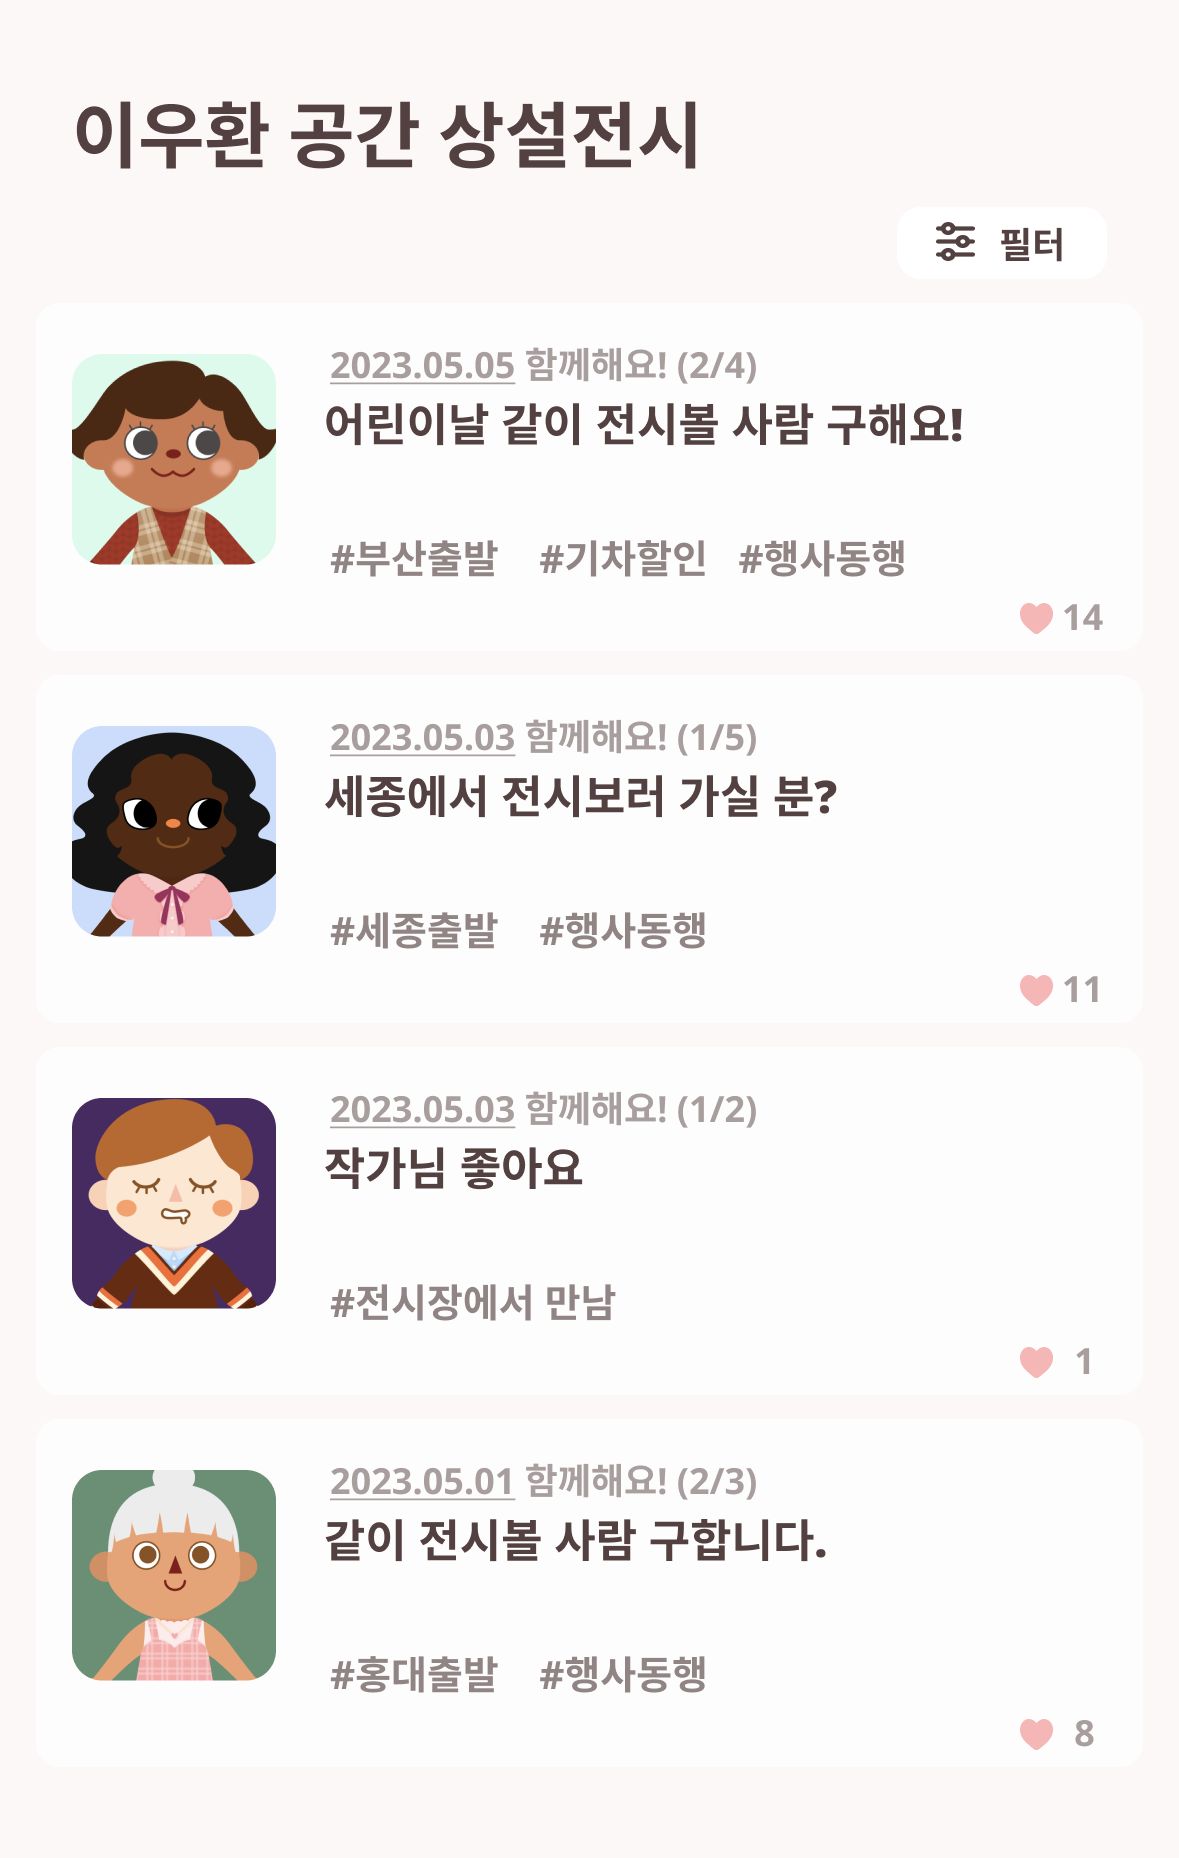 이우환 공간 상설전시
필터
2023.05.05 함께해요! (2/4)
어린이날 같이 전시볼 사람 구해요!
#부산출발 #기차할인 #행사동행
14
2023.05.03 함께해요! (1/5)
세종에서 전시보러 가실 분?
#세종출발 #행사동행
11
2023.05.03 함께해요! (1/2)
작가님 좋아요
#전시장에서 만남
1
2023.05.01 함께해요! (2/3)
같이 전시볼 사람 구합니다.
#홍대출발 #행사동행
8